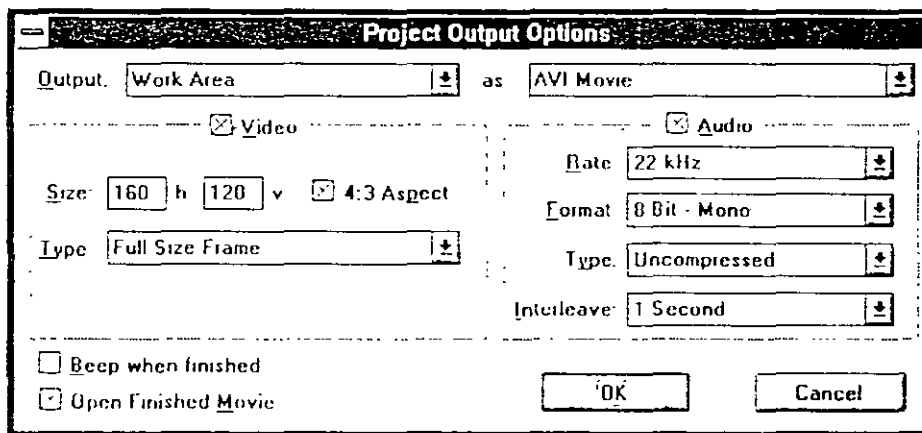 Project Output Options
Output. Work Area as AVI Movie
Video
Size: 160 h 120 v 4:3 Aspect
Type Full Size Frame
Audio
Rate 22 kHz
Format 8 Bit - Mono
Type. Uncompressed
Interleave: 1 Second
Beep when finished
Open Finished Movie
OK
Cancel